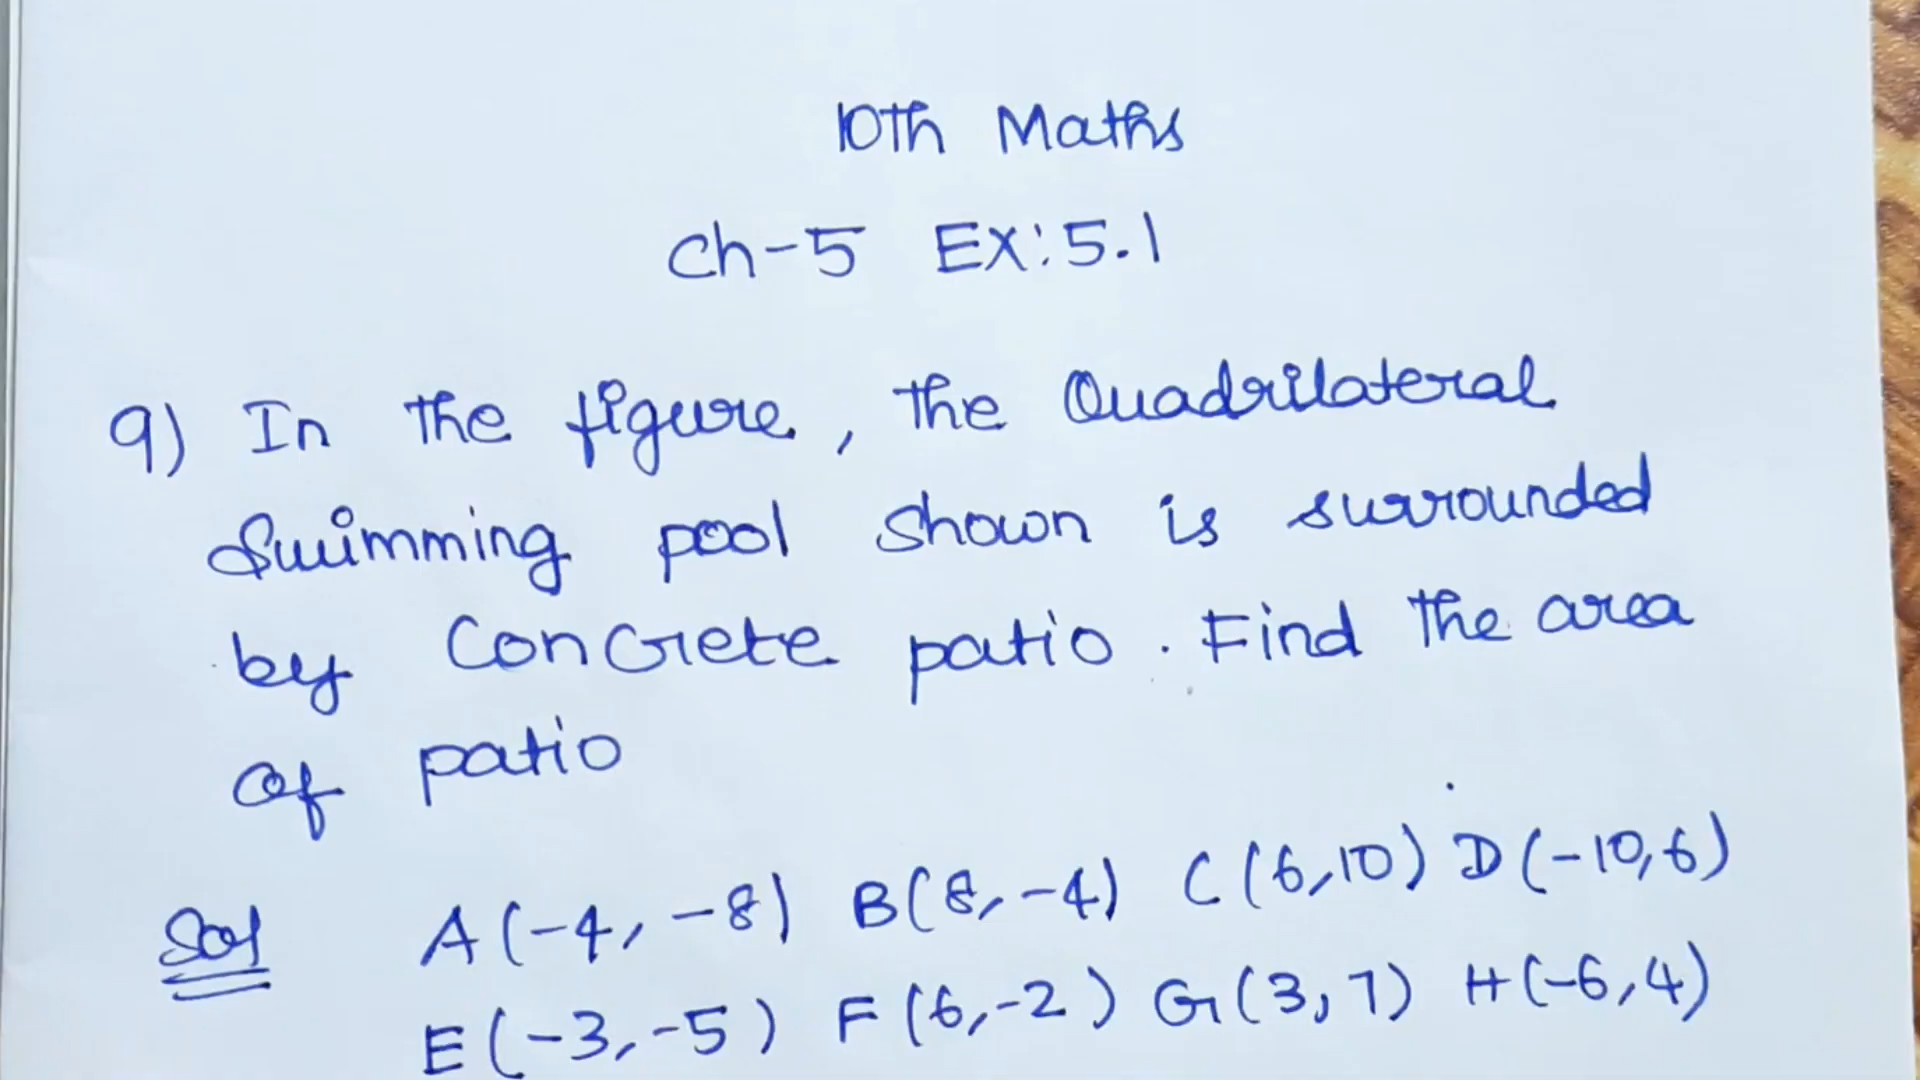 10th Maths
Ch-5 EX:5.1
9) In the figure, the Quadrilateral
Swimming pool shown is surrounded
by Concrete patio. Find the area
of patio
Sol A(-4,-8) B(8,-4) C(6,10) D(-10,6)
E(-3,-5) F(6,-2) G(3,7) H(-6,4)